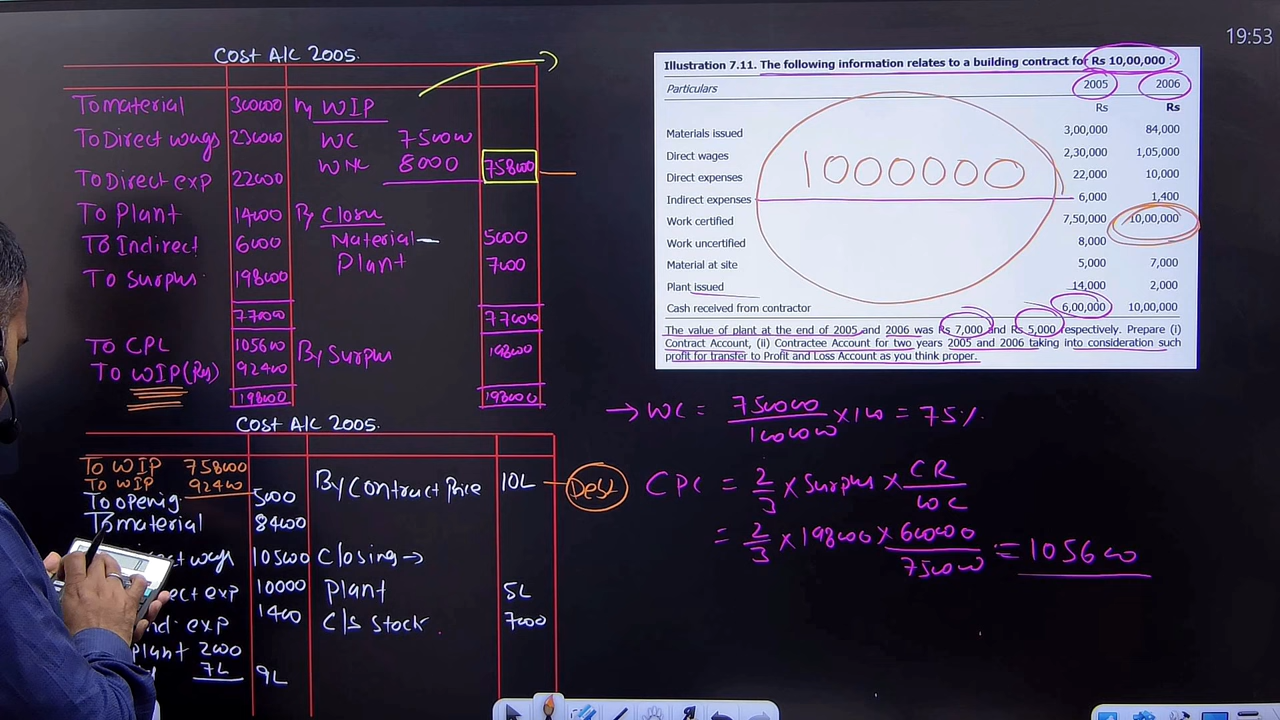 19:53
Cost A/C 2005.
To material 300000 By WIP
To Direct wags 230000 WC 750000
WNC 8000 758000
To Direct exp 22000
To Plant 14000 By Closu
To Indirect 6000 Material 5000
Plant 7000
To Surplus 198000
770000 770000
To CPL 105600 By Surplus 198000
To WIP (Res) 92400
198000 198000
Cost A/C 2005.
To WIP 758000
To WIP 92400
To openig 5000 By Contract Price 10L Dest
To material 84000
ct wags 105000 Closing →
ect exp 10000 Plant 5L
nd. exp 1400 C/s stock 7000
plant 2000
7L 9L
Illustration 7.11. The following information relates to a building contract for Rs 10,00,000 :
Particulars 2005 2006
Rs Rs
Materials issued 3,00,000 84,000
Direct wages 2,30,000 1,05,000
Direct expenses 22,000 10,000
Indirect expenses 6,000 1,400
Work certified 7,50,000 10,00,000
Work uncertified 8,000
Material at site 5,000 7,000
Plant issued 14,000 2,000
Cash received from contractor 6,00,000 10,00,000
1000000
The value of plant at the end of 2005 and 2006 was Rs 7,000 and Rs 5,000 respectively. Prepare (i)
Contract Account, (ii) Contractee Account for two years 2005 and 2006 taking into consideration such
profit for transfer to Profit and Loss Account as you think proper.
→ WC = 750000/1000000 × 100 = 75%.
CPL = 2/3 × Surplus × CR/WC
= 2/3 × 198000 × 600000/750000 = 105600